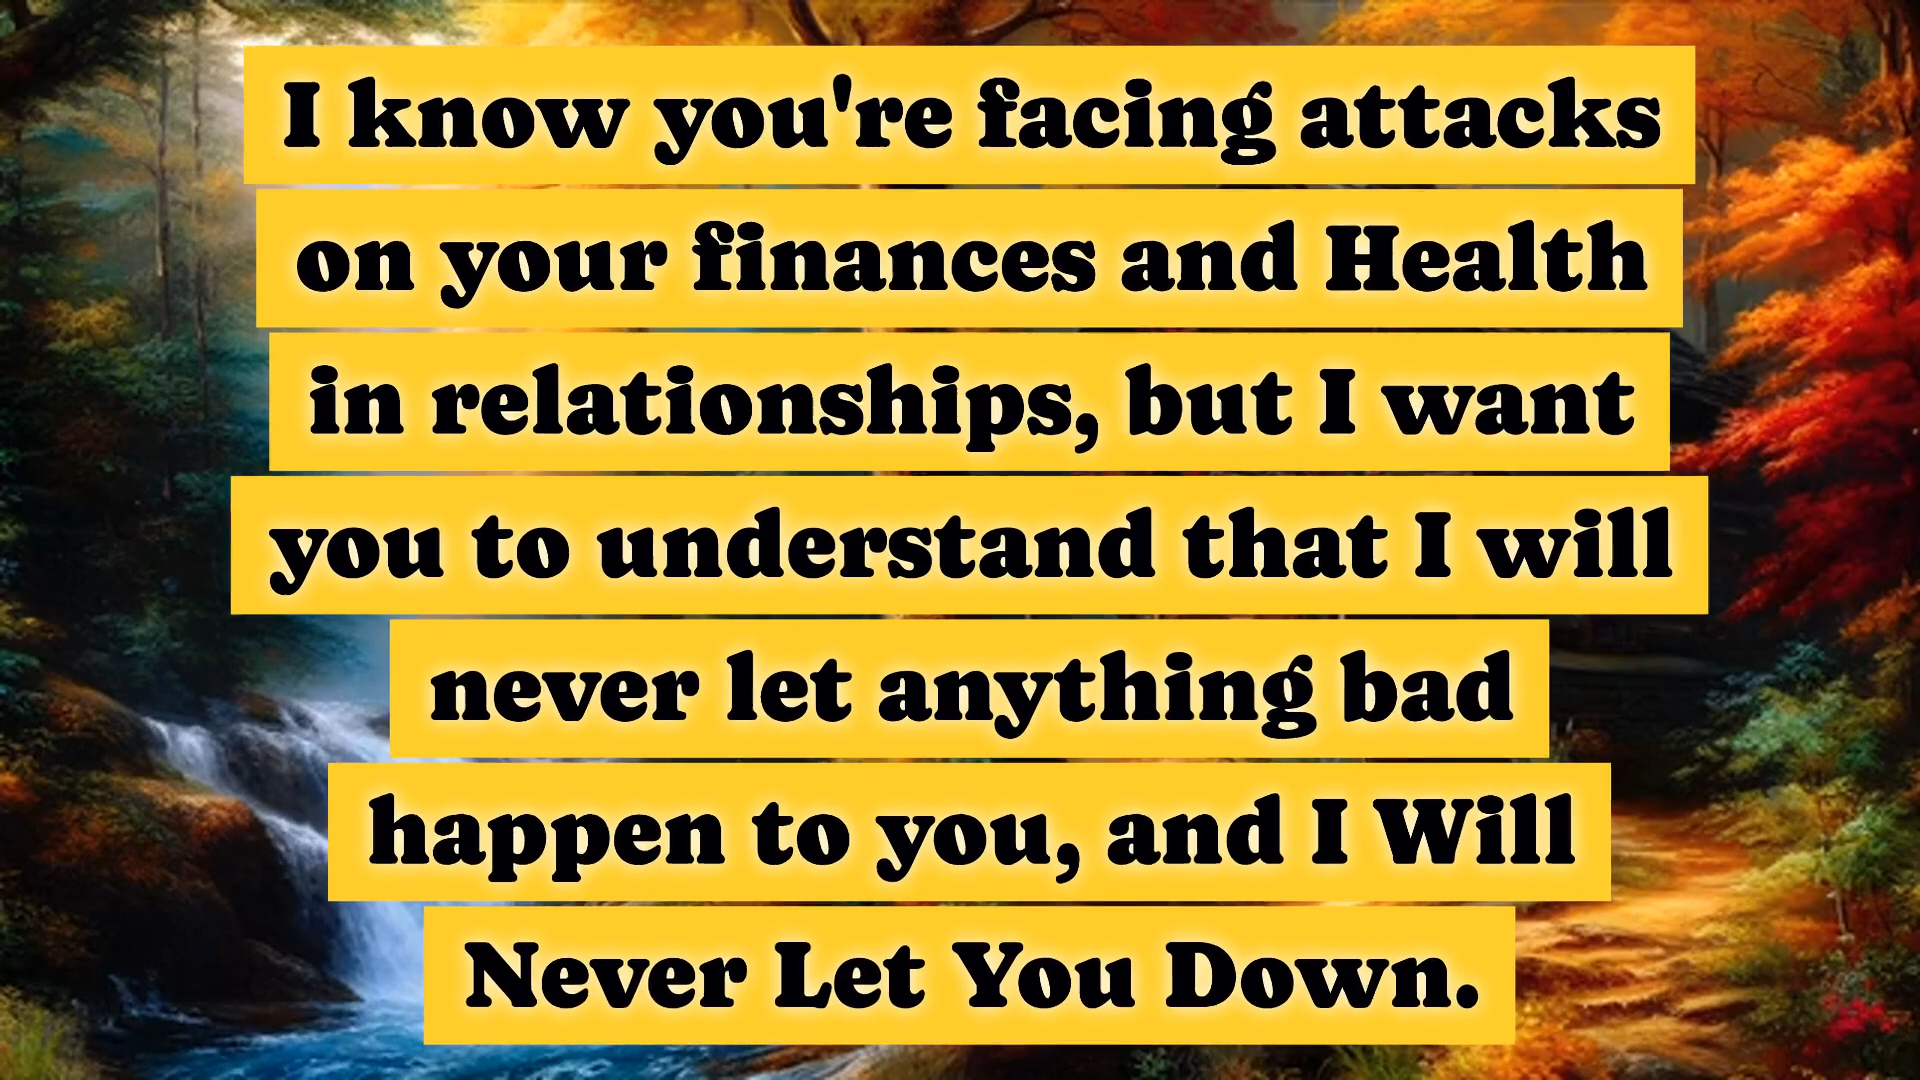 I know you're facing attacks
on your finances and Health
in relationships, but I want
you to understand that I will
never let anything bad
happen to you, and I Will
Never Let You Down.